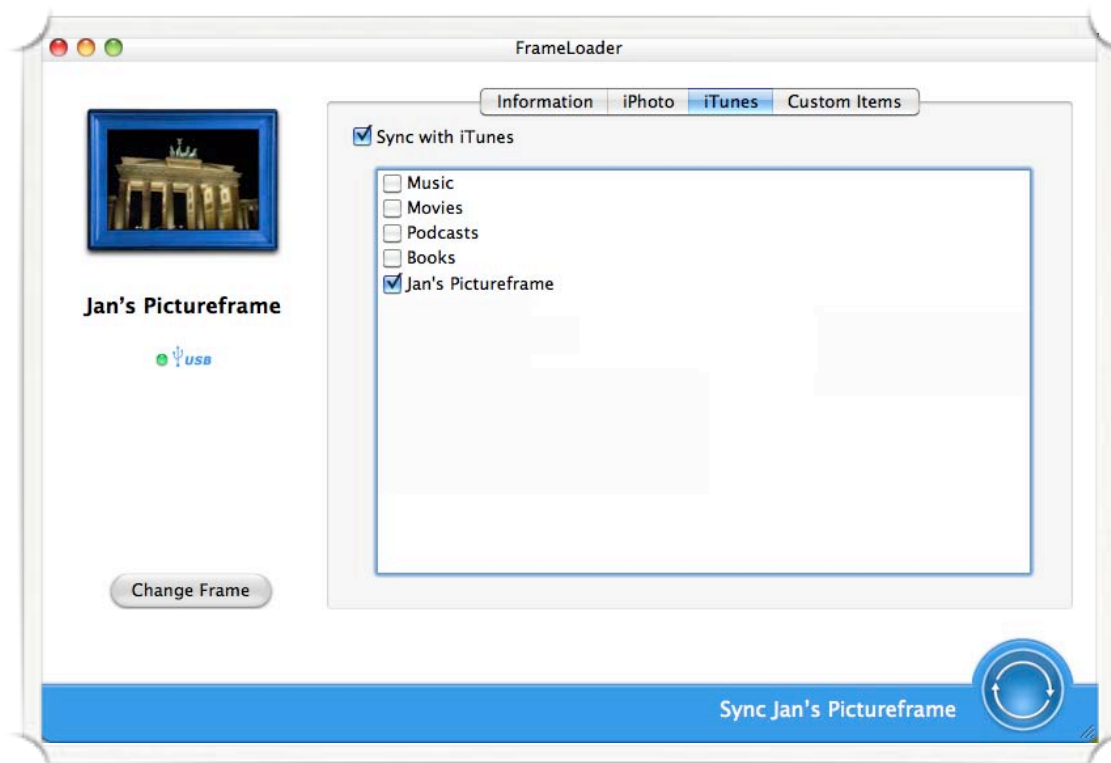 FrameLoader
Information iPhoto iTunes Custom Items
Sync with iTunes
Music
Movies
Podcasts
Books
Jan's Pictureframe
Jan’s Pictureframe
USB
Change Frame
Sync Jan’s Pictureframe